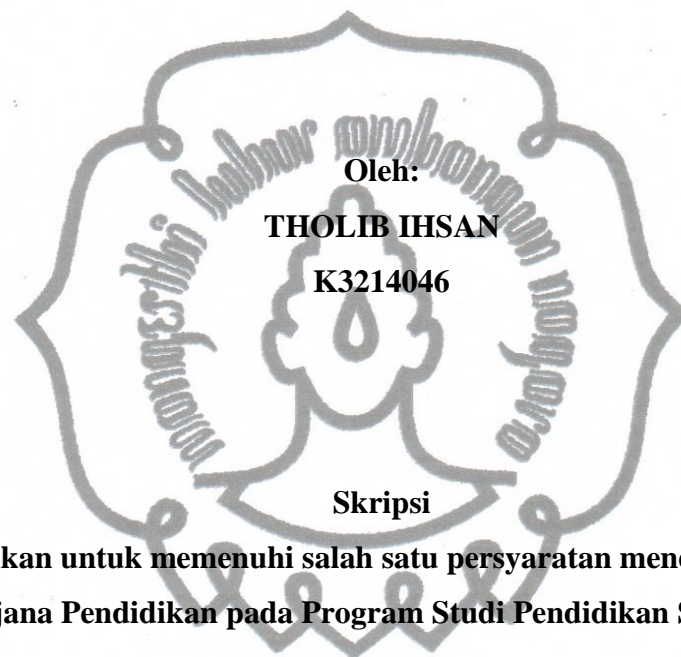 Oleh:
THOLIB IHSAN
K3214046
Skripsi
kan untuk memenuhi salah satu persyaratan men
jana Pendidikan pada Program Studi Pendidikan S